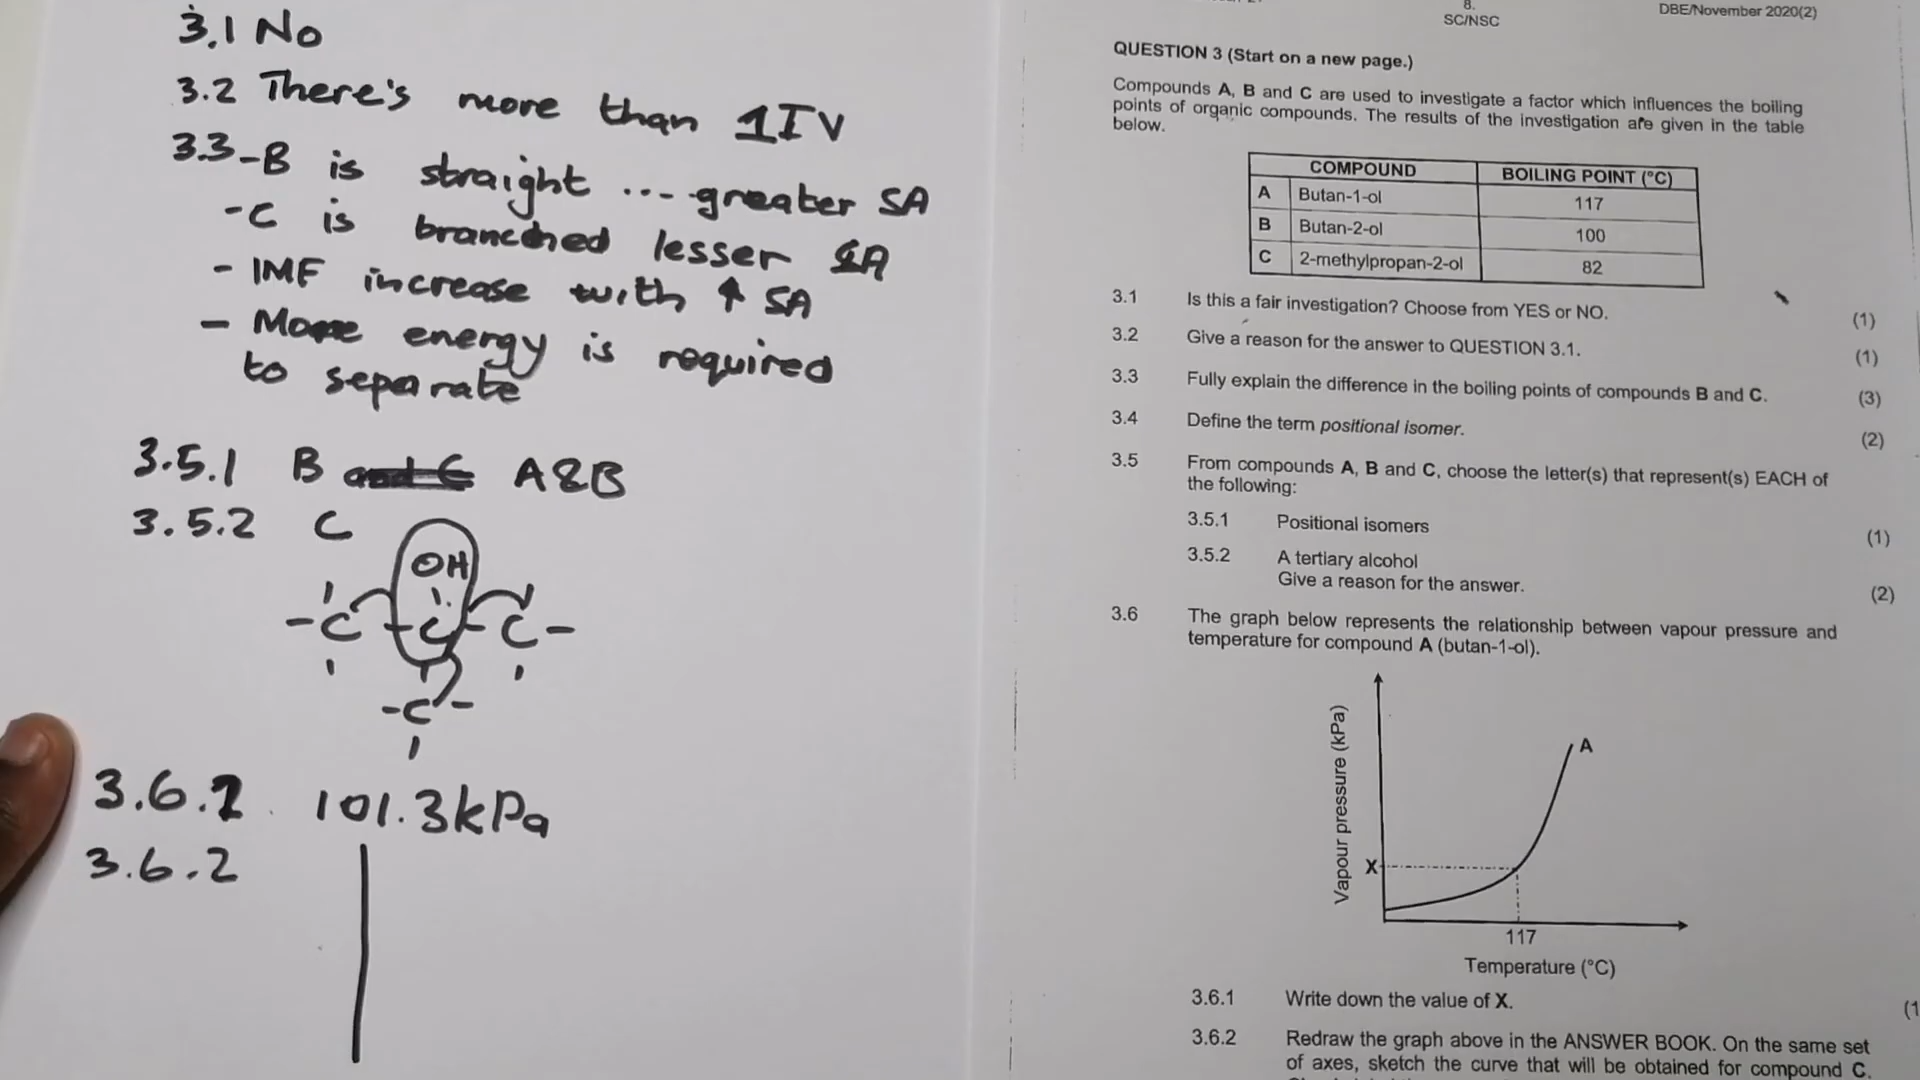 3.1 No
3.2 There's more than 1IV
3.3 - B is straight ... greater SA
- C is branched lesser SA
- IMF increase with ↑ SA
- More energy is required
to separate
3.5.1 B and C A&B
3.5.2 C
OH
- C - C - C -
- C -
3.6.1 101.3kPa
3.6.2
8.
SC/NSC
DBE/November 2020(2)
QUESTION 3 (Start on a new page.)
Compounds A, B and C are used to investigate a factor which influences the boiling
points of organic compounds. The results of the investigation are given in the table
below.
COMPOUND BOILING POINT (°C)
A Butan-1-ol 117
B Butan-2-ol 100
C 2-methylpropan-2-ol 82
3.1 Is this a fair investigation? Choose from YES or NO. (1)
3.2 Give a reason for the answer to QUESTION 3.1. (1)
3.3 Fully explain the difference in the boiling points of compounds B and C. (3)
3.4 Define the term positional isomer. (2)
3.5 From compounds A, B and C, choose the letter(s) that represent(s) EACH of
the following:
3.5.1 Positional isomers (1)
3.5.2 A tertiary alcohol
Give a reason for the answer. (2)
3.6 The graph below represents the relationship between vapour pressure and
temperature for compound A (butan-1-ol).
Vapour pressure (kPa)
A
X
117
Temperature (°C)
3.6.1 Write down the value of X. (1
3.6.2 Redraw the graph above in the ANSWER BOOK. On the same set
of axes, sketch the curve that will be obtained for compound C.